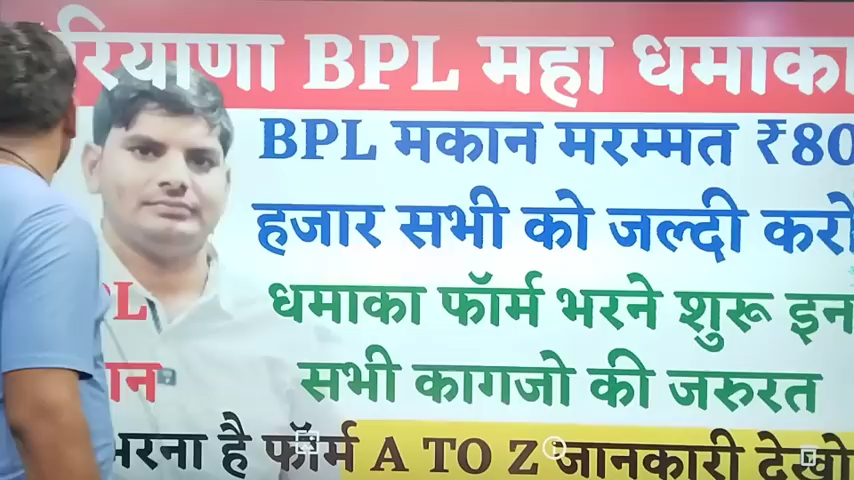 रियाणा BPL महा धमाका
BPL मकान मरम्मत ₹80
हजार सभी को जल्दी करो
धमाका फॉर्म भरने शुरू इन
सभी कागजो की जरुरत
भरना है फॉर्म A TO Z जानकारी देखो